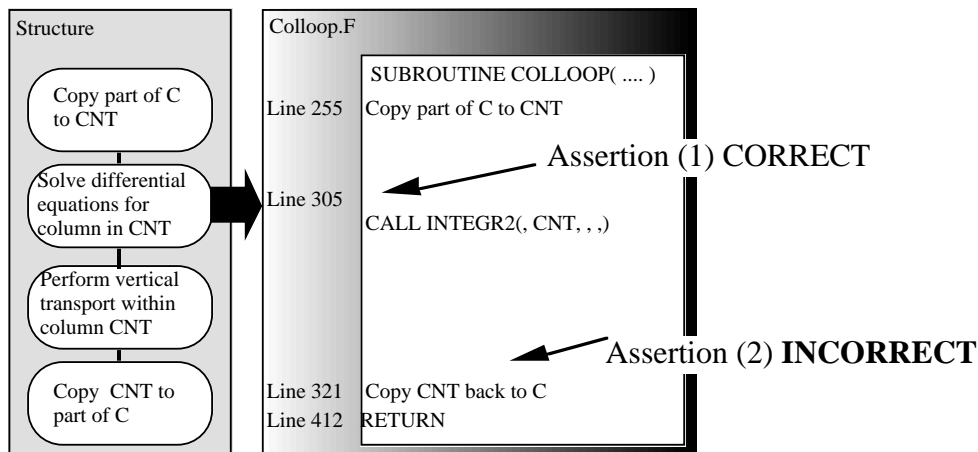 Structure
Copy part of C
to CNT
Solve differential
equations for
column in CNT
Perform vertical
transport within
column CNT
Copy CNT to
part of C
Colloop.F
SUBROUTINE COLLOOP( .... )
Line 255 Copy part of C to CNT
Assertion (1) CORRECT
Line 305
CALL INTEGR2(, CNT, , ,)
Assertion (2) INCORRECT
Line 321 Copy CNT back to C
Line 412 RETURN